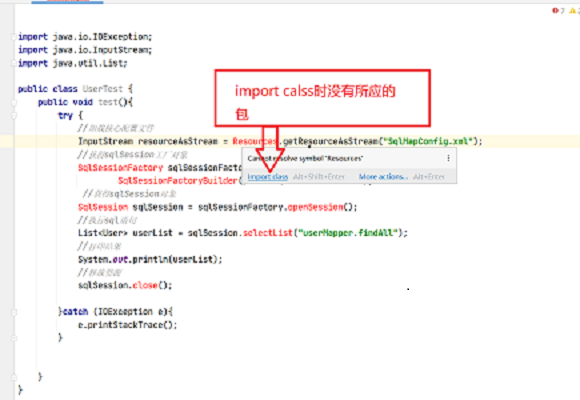 2
import java.io.IOException;
import java.io.InputStream;
import java.util.List;
public class UserTest {
public void test(){
import calss时没有所应的
包
try {
//加载核心配置文件
InputStream resourceAsStream = Resources.getResourceAsStream("SqlMapConfig.xml");
//获得sqlSession工厂对象
Cannot resolve symbol 'Resources'
SqlSessionFactory sqlSessionFacto
Import class Alt+Shift+Enter More actions... Alt+Enter
SqlSessionFactoryBuilder(
//获得sqlSession对象
SqlSession sqlSession = sqlSessionFactory.openSession();
//执行sql语句
List<User> userList = sqlSession.selectList("userMapper.findAll");
//打印结果
System.out.println(userList);
//释放资源
sqlSession.close();
}catch (IOException e){
e.printStackTrace();
}
}
}